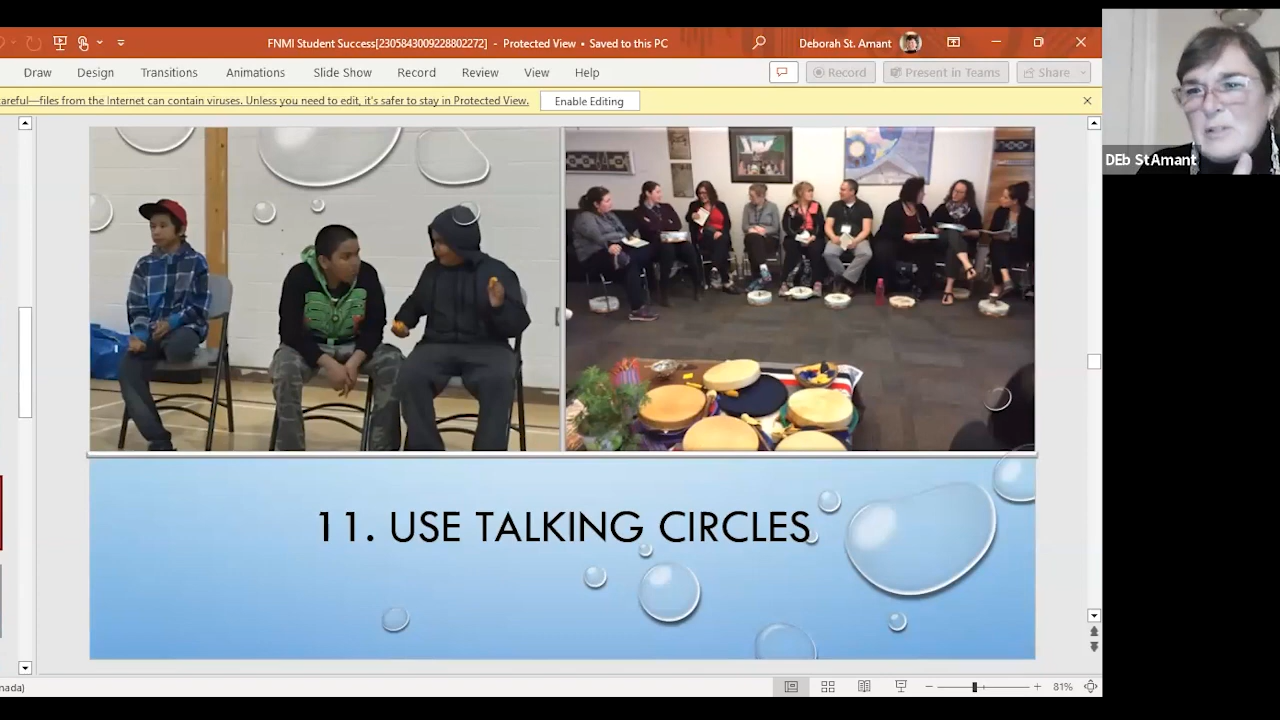 FNMI Student Success[2305843009228802272] - Protected View • Saved to this PC
Deborah St. Amant
Draw Design Transitions Animations Slide Show Record Review View Help
Record Present in Teams Share
areful—files from the Internet can contain viruses. Unless you need to edit, it's safer to stay in Protected View. Enable Editing
DEb StAmant
11. USE TALKING CIRCLES
nada)
81%